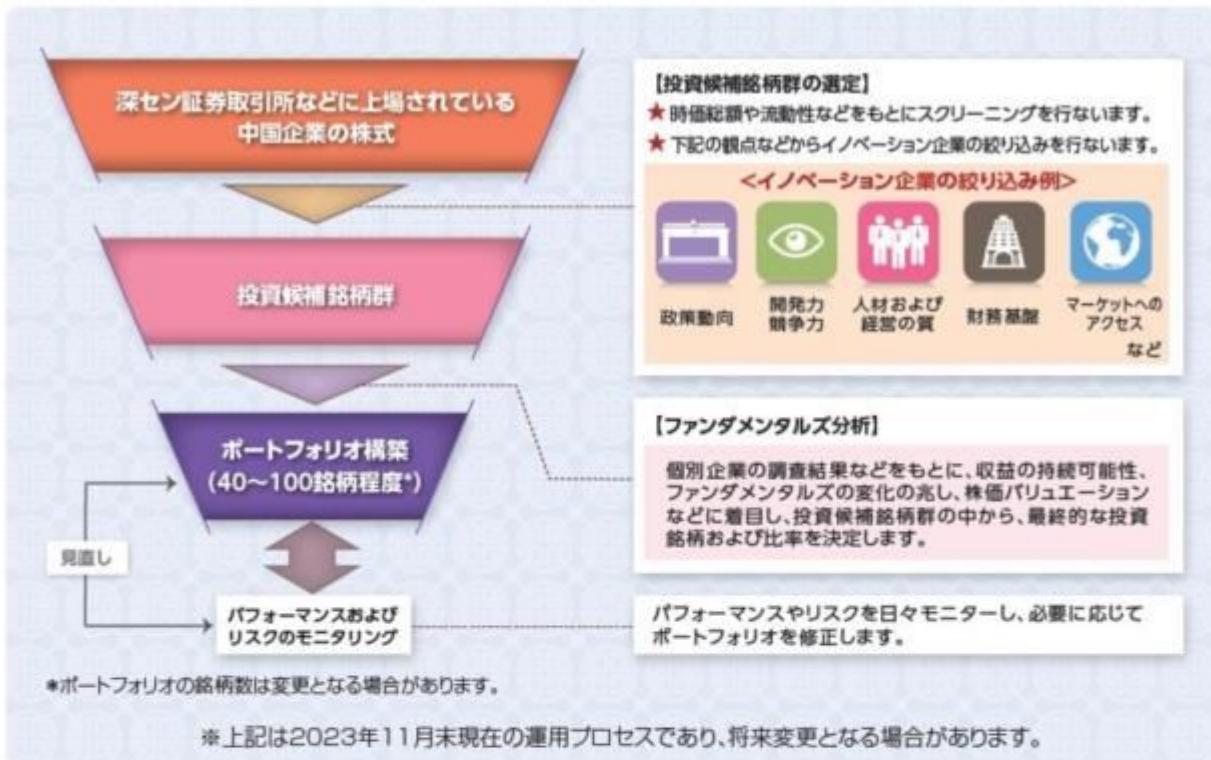 深セン証券取引所などに上場されている
中国企業の株式
投資候補銘柄群
ポートフォリオ構築
(40～100銘柄程度*)
見直し
パフォーマンスおよび
リスクのモニタリング
【投資候補銘柄群の選定】
★時価総額や流動性などをもとにスクリーニングを行ないます。
★下記の観点などからイノベーション企業の絞り込みを行ないます。
<イノベーション企業の絞り込み例>
政策動向
開発力
競争力
人材および
経営の質
財務基盤
マーケットへの
アクセス
など
【ファンダメンタルズ分析】
個別企業の調査結果などをもとに、収益の持続可能性、
ファンダメンタルズの変化の兆し、株価バリュエーション
などに着目し、投資候補銘柄群の中から、最終的な投資
銘柄および比率を決定します。
パフォーマンスやリスクを日々モニターし、必要に応じて
ポートフォリオを修正します。
*ポートフォリオの銘柄数は変更となる場合があります。
※上記は2023年11月末現在の運用プロセスであり、将来変更となる場合があります。